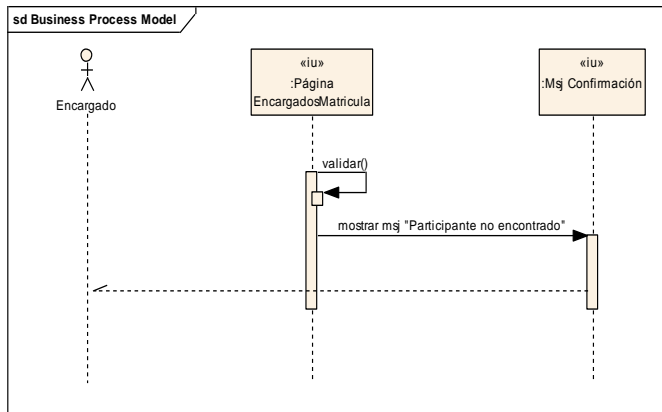 sd Business Process Model
Encargado
«iu»
:Página
EncargadosMatricula
«iu»
:Msj Confirmación
validar()
mostrar msj "Participante no encontrado"